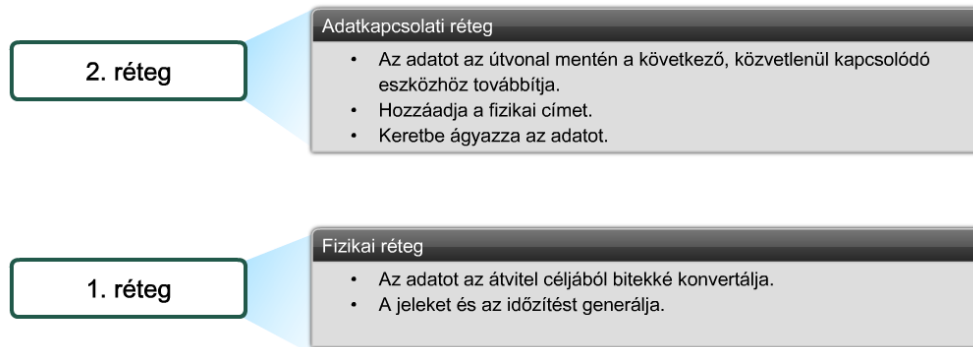 2. réteg
Adatkapcsolati réteg
• Az adatot az útvonal mentén a következő, közvetlenül kapcsolódó
eszközhöz továbbítja.
• Hozzáadja a fizikai címet.
• Keretbe ágyazza az adatot.
1. réteg
Fizikai réteg
• Az adatot az átvitel céljából bitekké konvertálja.
• A jeleket és az időzítést generálja.